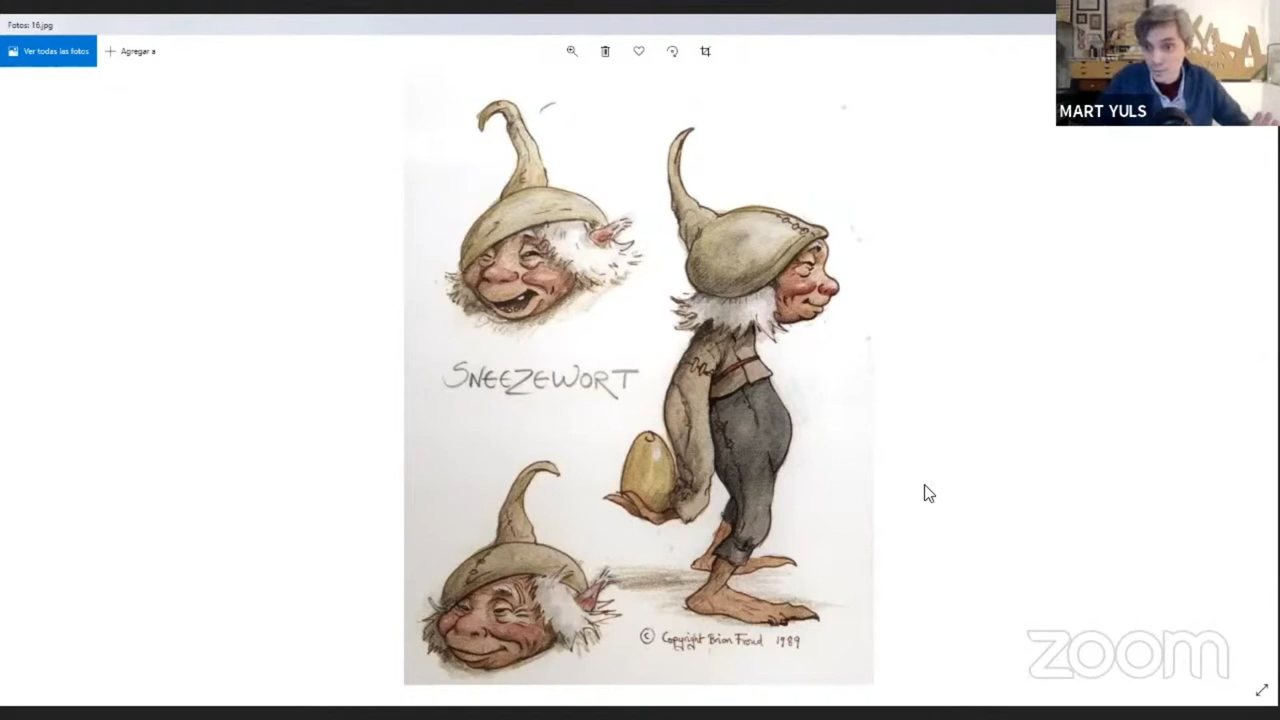 Fotos: 16.jpg
Ver todas las fotos
Agregar a
MART YULS
SNEEZEWORT
© Copyright Brian Froud 1989
zoom